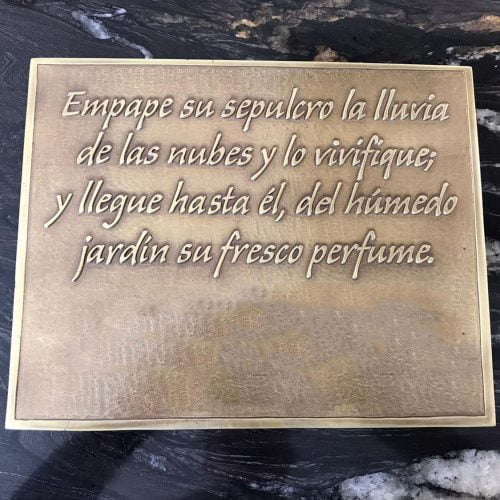 Empape su sepulcro la lluvia
de las nubes y lo vivifique;
y llegue hasta él, del húmedo
jardín su fresco perfume.